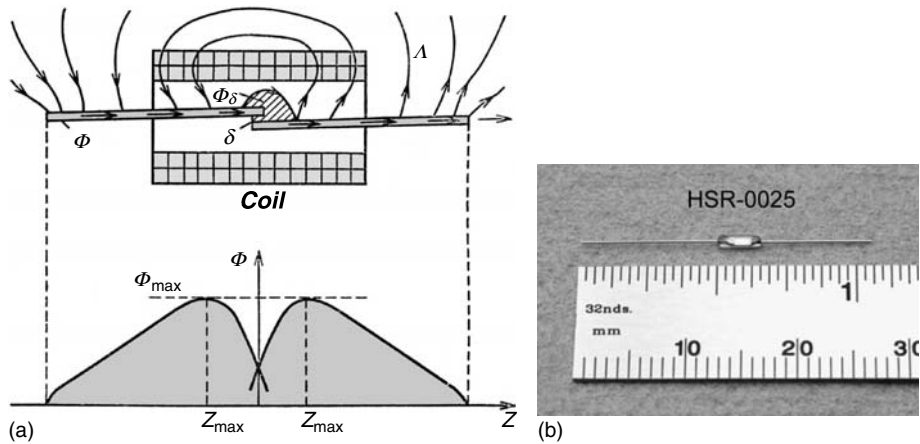 Λ
Φδ
Φ
δ
Coil
Φ
Φmax
Zmax
Zmax
Z
(a)
HSR-0025
1
32nds.
mm
10
20
30
(b)